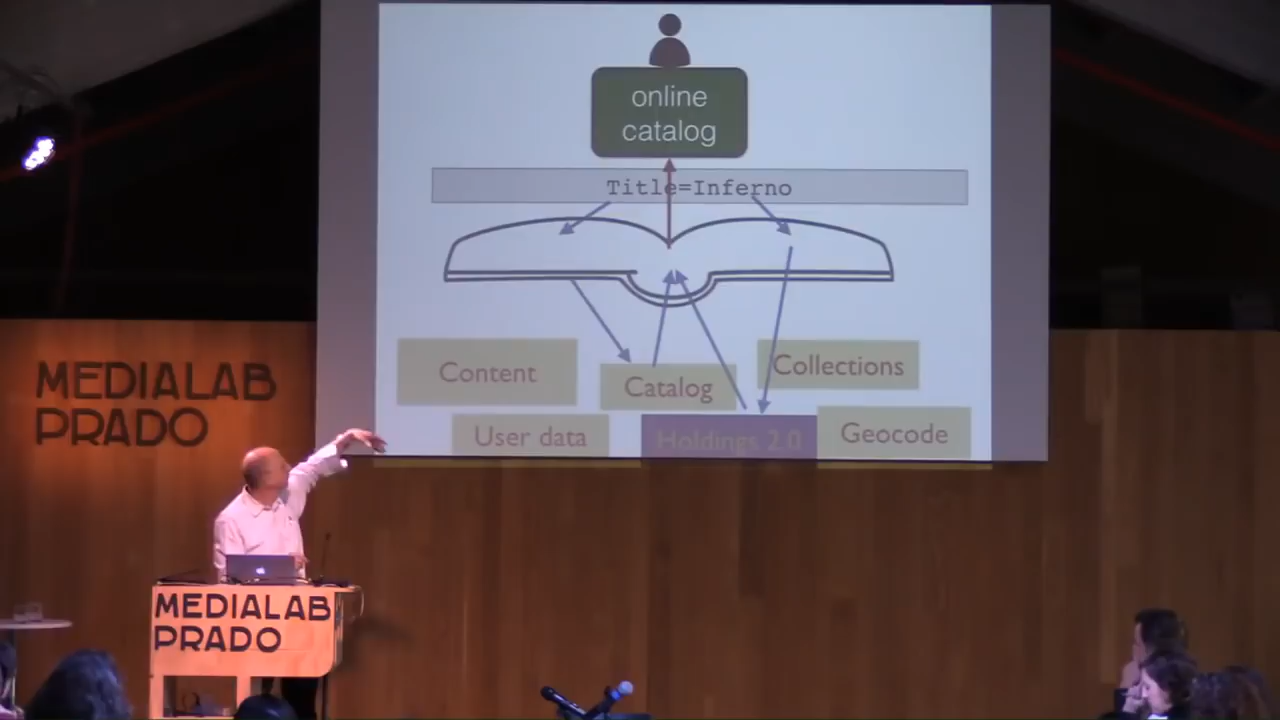 online
catalog
Title=Inferno
Content
Catalog
Collections
User data
Holdings 2.0
Geocode
MEDIALAB
PRADO
MEDIALAB
PRADO